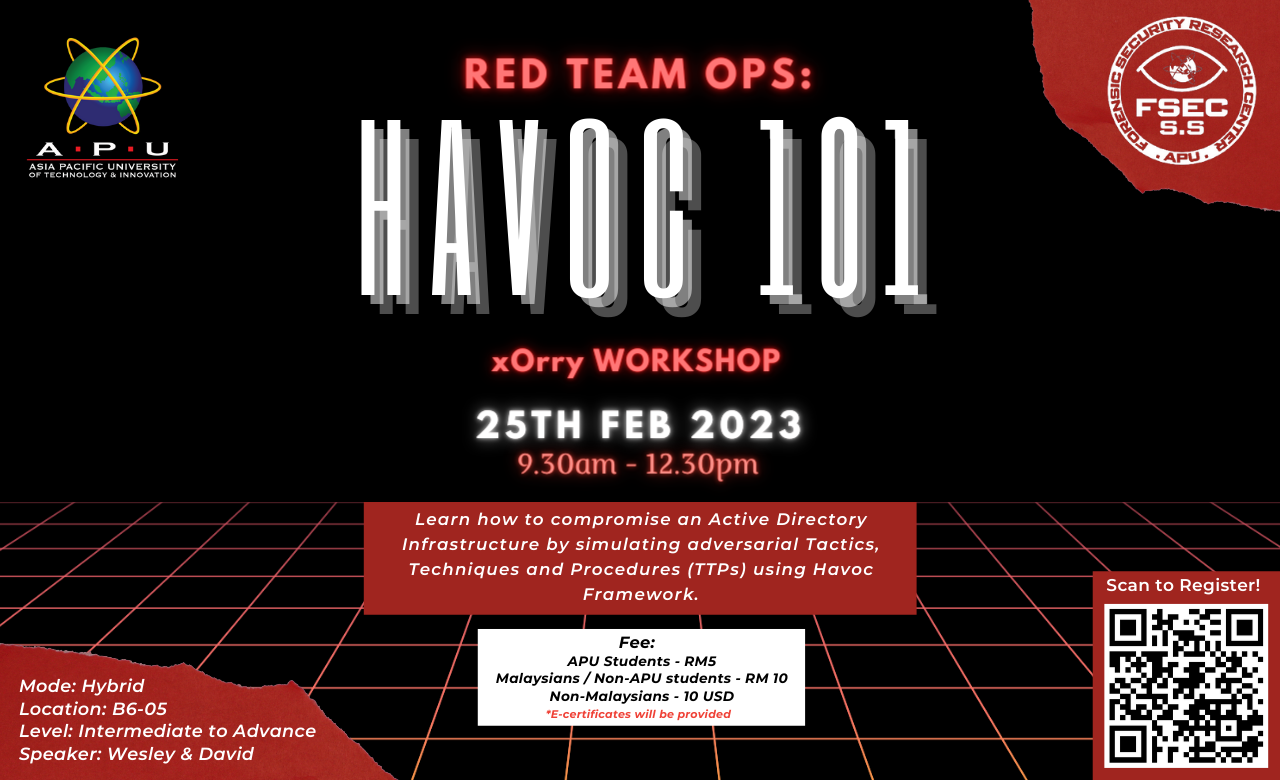 RED TEAM OPS:
HAVOC 101
xOrry WORKSHOP
25TH FEB 2023
9.30am - 12.30pm
A·P·U
ASIA PACIFIC UNIVERSITY
OF TECHNOLOGY & INNOVATION
FORENSIC SECURITY RESEARCH CENTER
FSEC
S.S
· APU ·
Learn how to compromise an Active Directory
Infrastructure by simulating adversarial Tactics,
Techniques and Procedures (TTPs) using Havoc
Framework.
Fee:
APU Students - RM5
Malaysians / Non-APU students - RM 10
Non-Malaysians - 10 USD
*E-certificates will be provided
Mode: Hybrid
Location: B6-05
Level: Intermediate to Advance
Speaker: Wesley & David
Scan to Register!